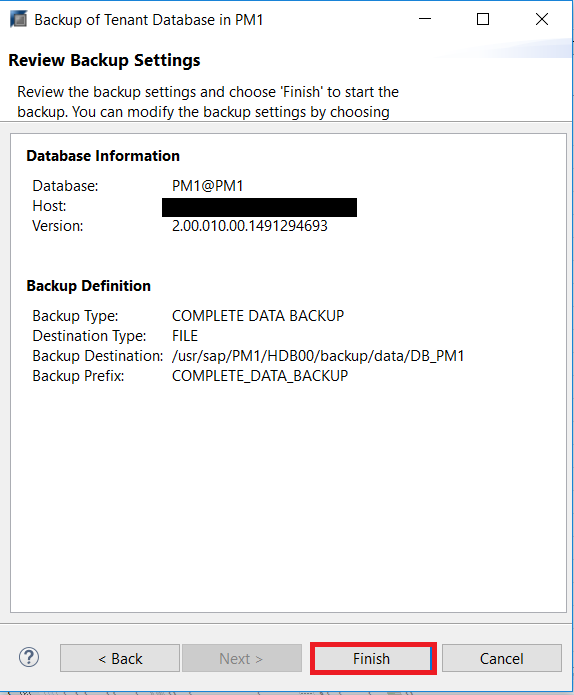 Backup of Tenant Database in PM1
Review Backup Settings
Review the backup settings and choose 'Finish' to start the
backup. You can modify the backup settings by choosing
Database Information
Database: PM1@PM1
Host:
Version: 2.00.010.00.1491294693
Backup Definition
Backup Type: COMPLETE DATA BACKUP
Destination Type: FILE
Backup Destination: /usr/sap/PM1/HDB00/backup/data/DB_PM1
Backup Prefix: COMPLETE_DATA_BACKUP
? < Back Next > Finish Cancel